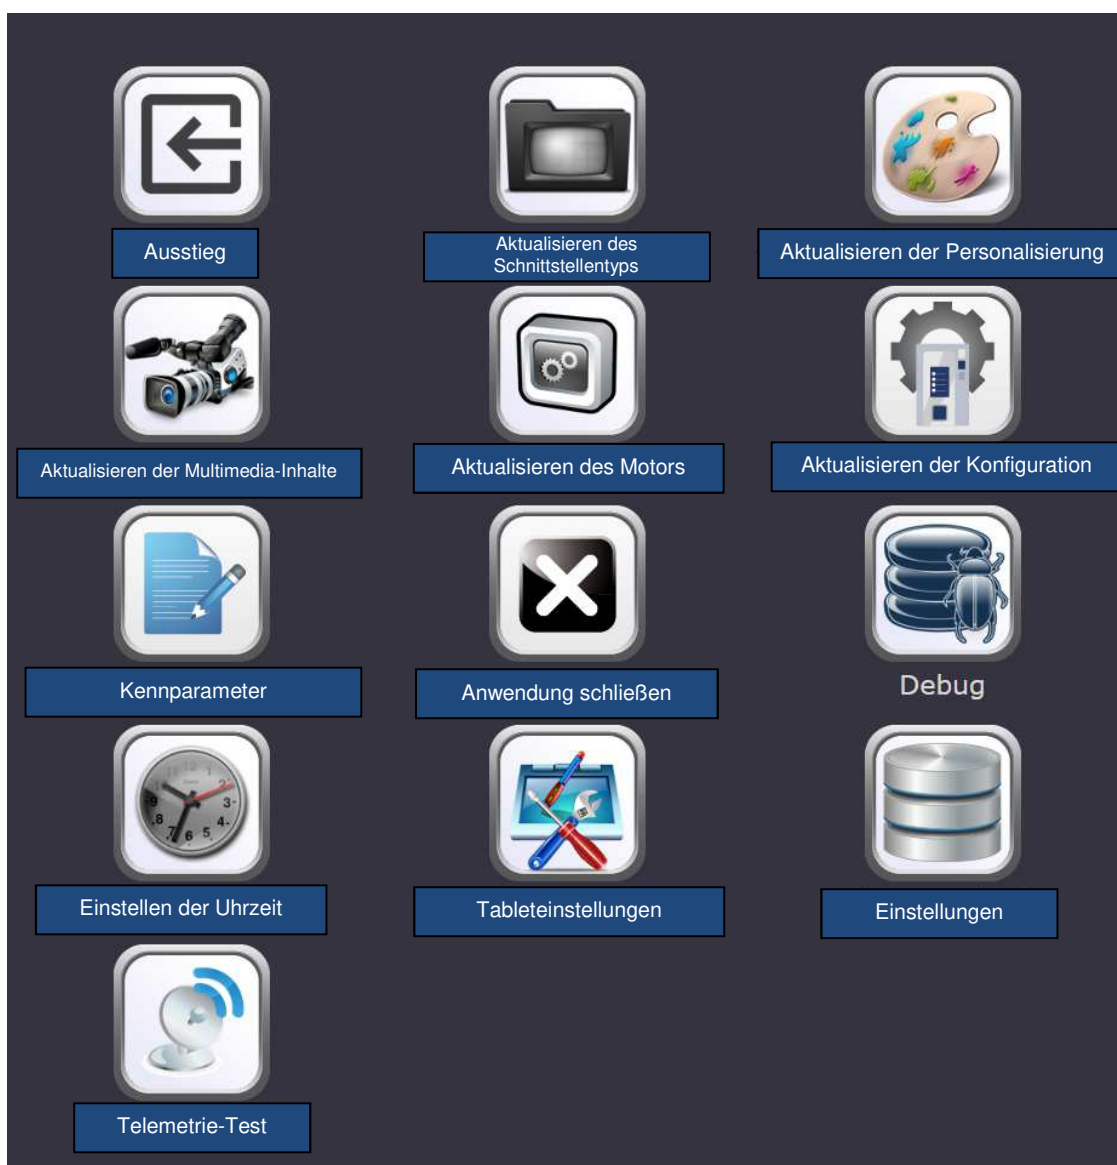 Ausstieg
Aktualisieren des
Schnittstellentyps
Aktualisieren der Personalisierung
Aktualisieren der Multimedia-Inhalte
Aktualisieren des Motors
Aktualisieren der Konfiguration
Kennparameter
Anwendung schließen
Debug
Einstellen der Uhrzeit
Tableteinstellungen
Einstellungen
Telemetrie-Test